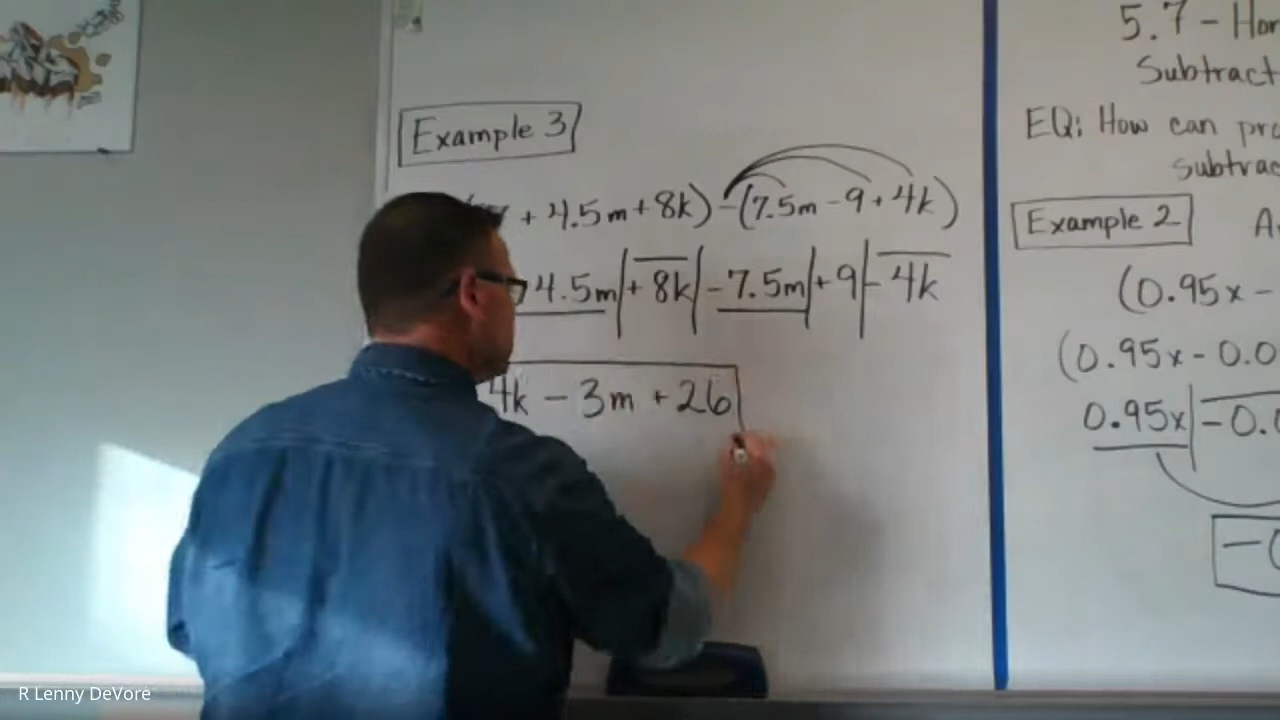 Example 3
+ 4.5m + 8k) - (7.5m - 9 + 4k)
4.5m + 8k - 7.5m + 9 - 4k
4k - 3m + 26
5.7 - Hor
Subtract
EQ: How can pro
subtrac
Example 2
(0.95x -
(0.95x - 0.0
0.95x - 0.0
R Lenny DeVore